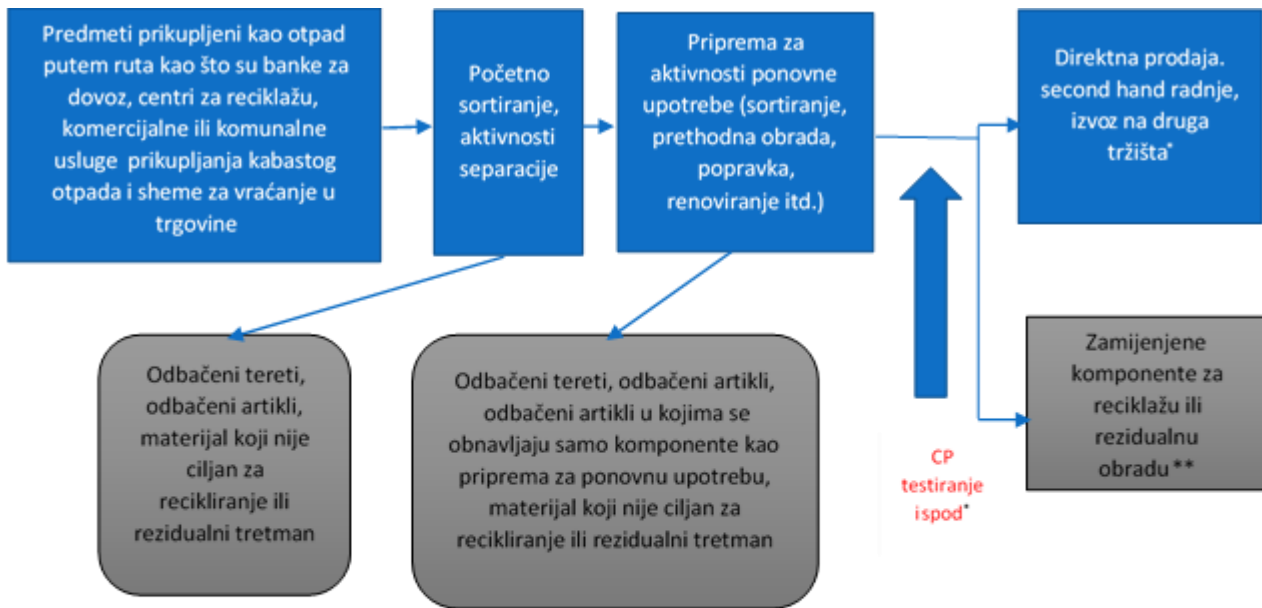 Predmeti prikupljeni kao otpad
putem ruta kao što su banke za
dovoz, centri za reciklažu,
komercijalne ili komunalne
usluge prikupljanja kabastog
otpada i sheme za vraćanje u
trgovine
Početno
sortiranje,
aktivnosti
separacije
Priprema za
aktivnosti ponovne
upotrebe (sortiranje,
prethodna obrada,
popravka,
renoviranje itd.)
Direktna prodaja.
second hand radnje,
izvoz na druga
tržišta*
Odbačeni tereti,
odbačeni artikli,
materijal koji nije
ciljan za
recikliranje ili
rezidualni tretman
Odbačeni tereti, odbačeni artikli,
odbačeni artikli u kojima se
obnavljaju samo komponente kao
priprema za ponovnu upotrebu,
materijal koji nije ciljan za
recikliranje ili rezidualni tretman
CP
testiranje
ispod*
Zamijenjene
komponente za
reciklažu ili
rezidualnu
obradu**